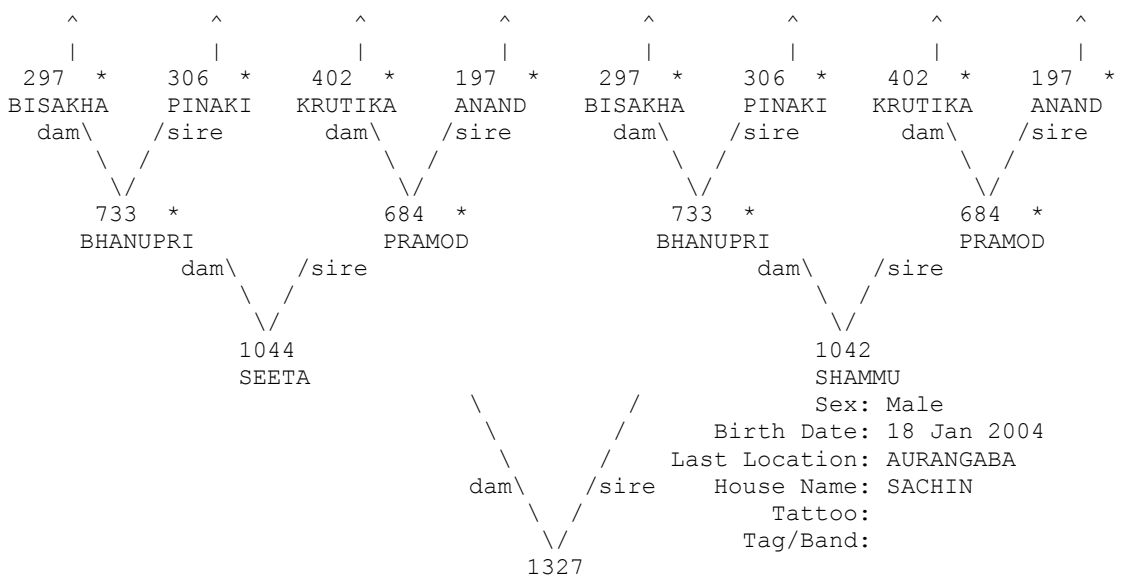 ^ ^ ^ ^ ^ ^ ^ ^
| | | | | | | |
297 * 306 * 402 * 197 * 297 * 306 * 402 * 197 *
BISAKHA PINAKI KRUTIKA ANAND BISAKHA PINAKI KRUTIKA ANAND
dam\ /sire dam\ /sire dam\ /sire dam\ /sire
\ / \ / \ / \ /
\/ \/ \/ \/
733 * 684 * 733 * 684 *
BHANUPRI PRAMOD BHANUPRI PRAMOD
dam\ /sire dam\ /sire
\ / \ /
\/ \/
1044 1042
SEETA SHAMMU
\ / Sex: Male
\ / Birth Date: 18 Jan 2004
\ / Last Location: AURANGABA
dam\ /sire House Name: SACHIN
\ / Tattoo:
\/ Tag/Band:
1327